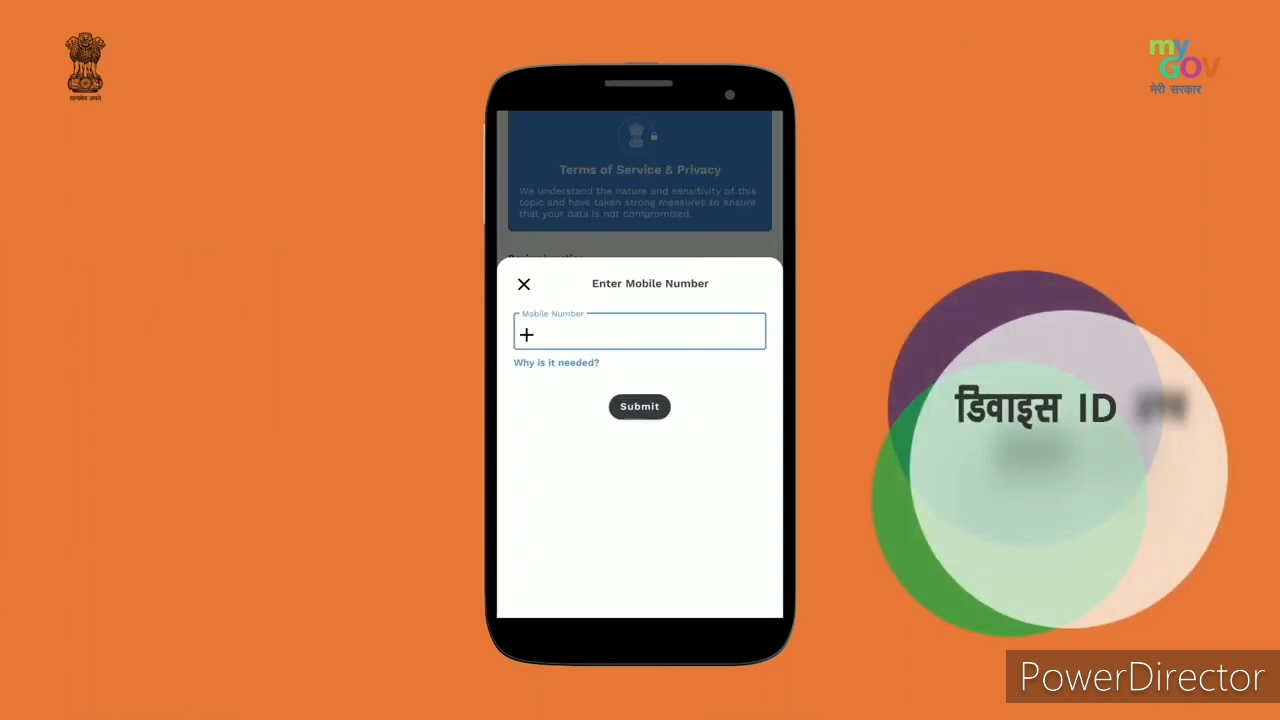 सत्यमेव जयते
my
GOV
मेरी सरकार
Terms of Service & Privacy
We understand the nature and sensitivity of this
topic and have taken strong measures to ensure
that your data is not compromised.
Enter Mobile Number
Mobile Number
+
Why is it needed?
Submit
डिवाइस ID
PowerDirector